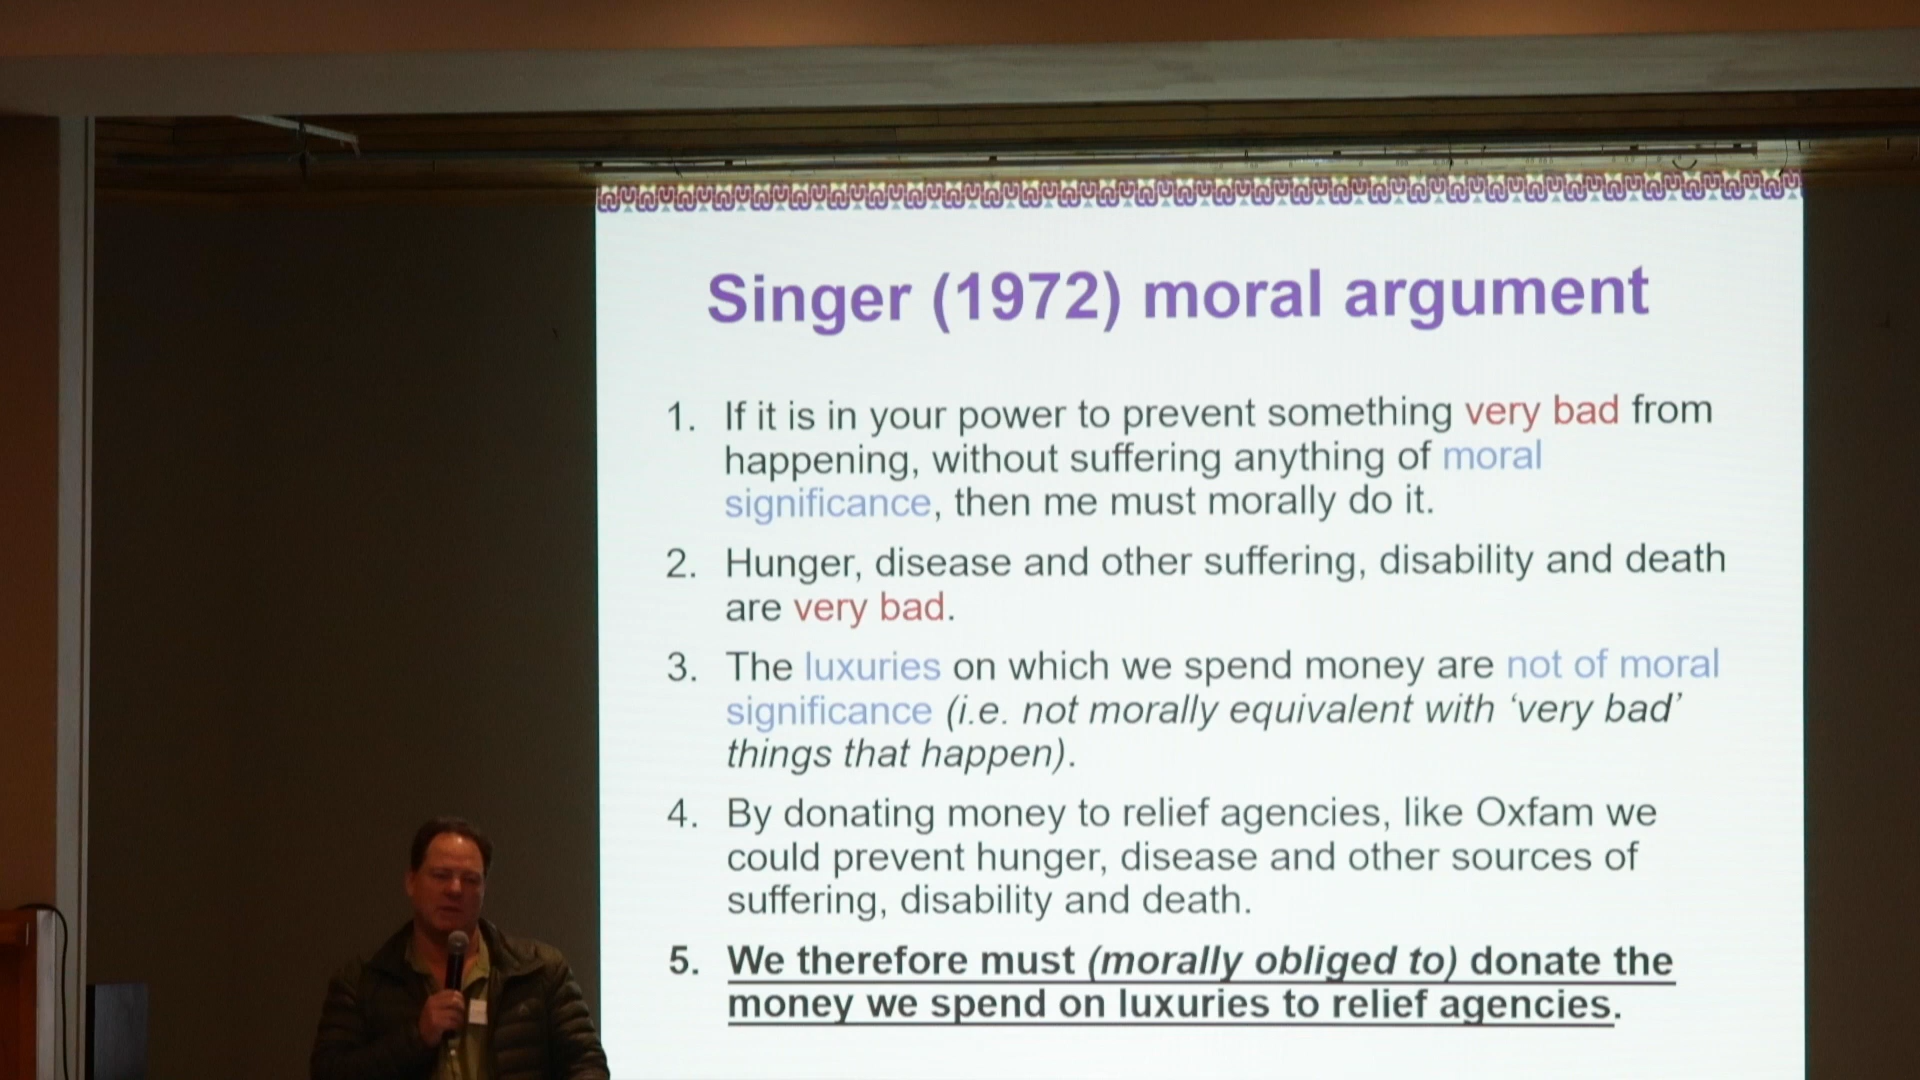 Singer (1972) moral argument
1. If it is in your power to prevent something very bad from
happening, without suffering anything of moral
significance, then me must morally do it.
2. Hunger, disease and other suffering, disability and death
are very bad.
3. The luxuries on which we spend money are not of moral
significance (i.e. not morally equivalent with ‘very bad’
things that happen).
4. By donating money to relief agencies, like Oxfam we
could prevent hunger, disease and other sources of
suffering, disability and death.
5. We therefore must (morally obliged to) donate the
money we spend on luxuries to relief agencies.